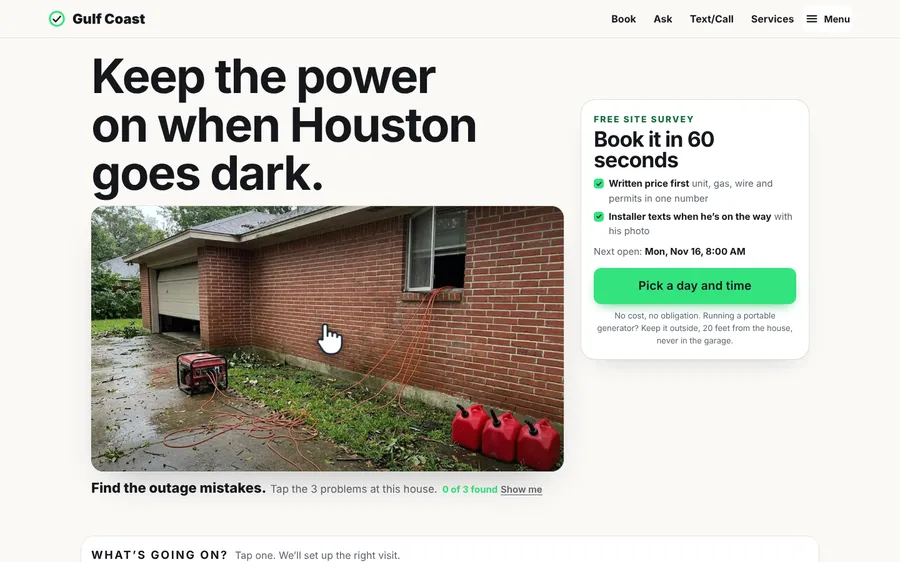 Gulf Coast
Book
Ask
Text/Call
Services
Menu
Keep the power
on when Houston
goes dark.
FREE SITE SURVEY
Book it in 60
seconds
Written price first unit, gas, wire and
permits in one number
Installer texts when he’s on the way with
his photo
Next open: Mon, Nov 16, 8:00 AM
Pick a day and time
No cost, no obligation. Running a portable
generator? Keep it outside, 20 feet from the house,
never in the garage.
Find the outage mistakes. Tap the 3 problems at this house. 0 of 3 found Show me
WHAT’S GOING ON? Tap one. We’ll set up the right visit.